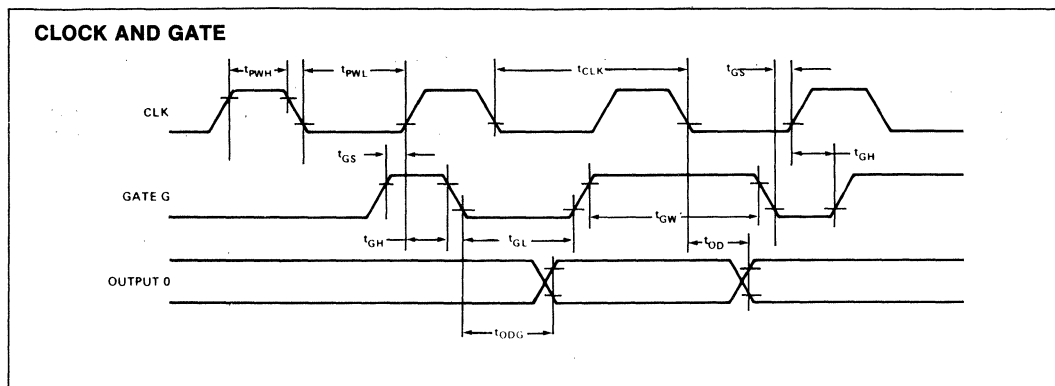 CLOCK AND GATE
tPWH tPWL tCLK tGS
CLK
tGS tGH
GATE G
tGH tGL tGW tOD
OUTPUT 0
tODG